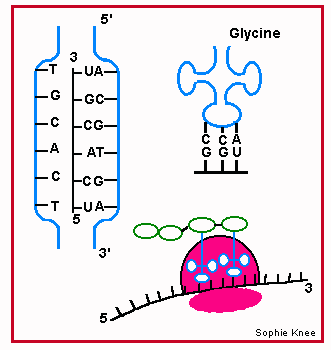 5'
Glycine
3
T UA
G GC
C CG
A AT
C CG
T UA
5
3'
C C A
G G U
5
3
Sophie Knee